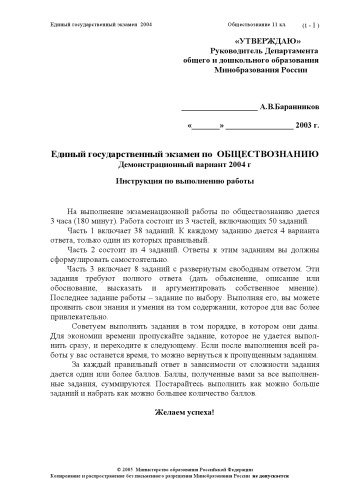 Единый государственный экзамен 2004 Обществознание 11 кл. (1 - 1 )
«УТВЕРЖДАЮ»
Руководитель Департамента
общего и дошкольного образования
Минобразования России
__________________ А.В.Баранников
«_______» __________________ 2003 г.
Единый государственный экзамен по ОБЩЕСТВОЗНАНИЮ
Демонстрационный вариант 2004 г
Инструкция по выполнению работы
На выполнение экзаменационной работы по обществознанию дается
3 часа (180 минут). Работа состоит из 3 частей, включающих 50 заданий.
Часть 1 включает 38 заданий. К каждому заданию дается 4 варианта
ответа, только один из которых правильный.
Часть 2 состоит из 4 заданий. Ответы к этим заданиям вы должны
сформулировать самостоятельно.
Часть 3 включает 8 заданий с развернутым свободным ответом. Эти
задания требуют полного ответа (дать объяснение, описание или
обоснование, высказать и аргументировать собственное мнение).
Последнее задание работы – задание по выбору. Выполняя его, вы можете
проявить свои знания и умения на том содержании, которое для вас более
привлекательно.
Советуем выполнять задания в том порядке, в котором они даны.
Для экономии времени пропускайте задание, которое не удается выпол-
нить сразу, и переходите к следующему. Если после выполнения всей ра-
боты у вас останется время, то можно вернуться к пропущенным заданиям.
За каждый правильный ответ в зависимости от сложности задания
дается один или более баллов. Баллы, полученные вами за все выполнен-
ные задания, суммируются. Постарайтесь выполнить как можно больше
заданий и набрать как можно большее количество баллов.
Желаем успеха!
© 2003 Министерство образования Российской Федерации
Копирование и распространение без письменного разрешения Минобразования России не допускается